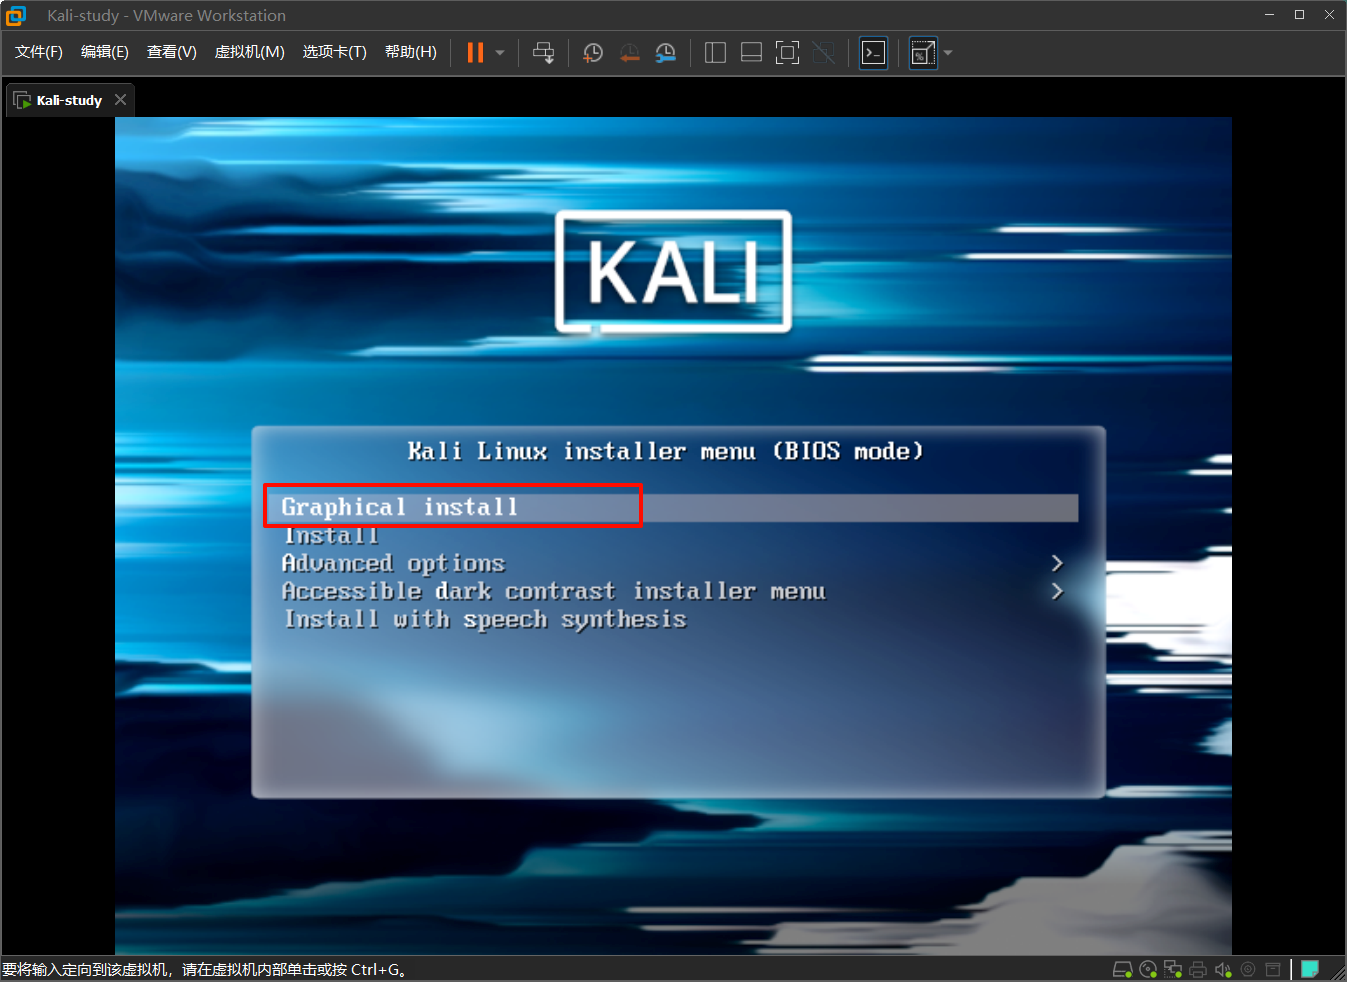 Kali-study - VMware Workstation
文件(F) 编辑(E) 查看(V) 虚拟机(M) 选项卡(T) 帮助(H)
Kali-study
KALI
Kali Linux installer menu (BIOS mode)
Graphical install
Install
Advanced options >
Accessible dark contrast installer menu >
Install with speech synthesis
要将输入定向到该虚拟机，请在虚拟机内部单击或按 Ctrl+G。